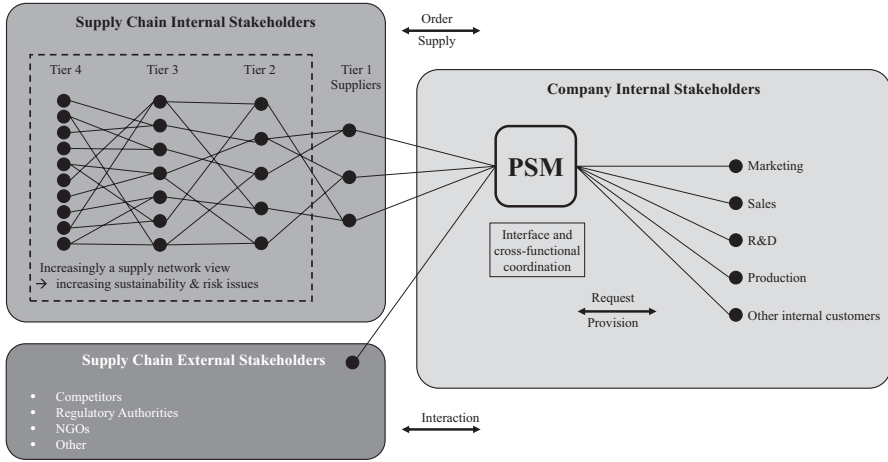 Supply Chain Internal Stakeholders
Tier 4
Tier 3
Tier 2
Tier 1
Suppliers
Increasingly a supply network view
→ increasing sustainability & risk issues
Order
Supply
Company Internal Stakeholders
PSM
Interface and
cross-functional
coordination
Marketing
Sales
R&D
Production
Other internal customers
Request
Provision
Supply Chain External Stakeholders
• Competitors
• Regulatory Authorities
• NGOs
• Other
Interaction